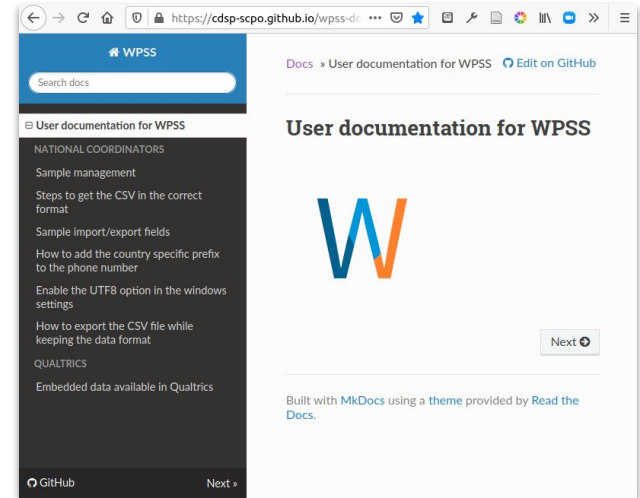 https://cdsp-scpo.github.io/wpss-do
WPSS
Search docs
User documentation for WPSS
NATIONAL COORDINATORS
Sample management
Steps to get the CSV in the correct
format
Sample import/export fields
How to add the country specific prefix
to the phone number
Enable the UTF8 option in the windows
settings
How to export the CSV file while
keeping the data format
QUALTRICS
Embedded data available in Qualtrics
GitHub
Next »
Docs » User documentation for WPSS
Edit on GitHub
User documentation for WPSS
W
Next
Built with MkDocs using a theme provided by Read the
Docs.